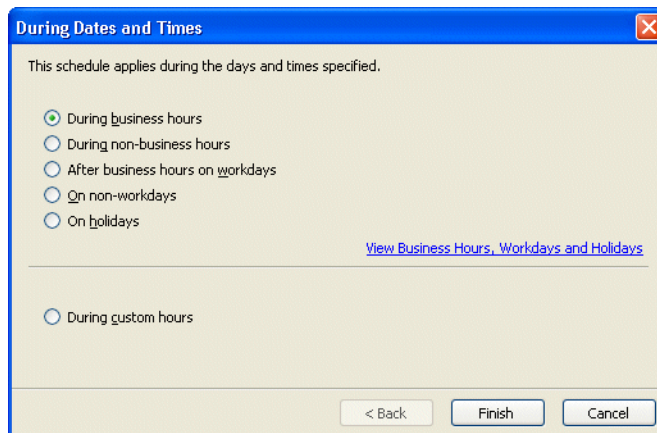 During Dates and Times
This schedule applies during the days and times specified.
During business hours
During non-business hours
After business hours on workdays
On non-workdays
On holidays
View Business Hours, Workdays and Holidays
During custom hours
< Back Finish Cancel